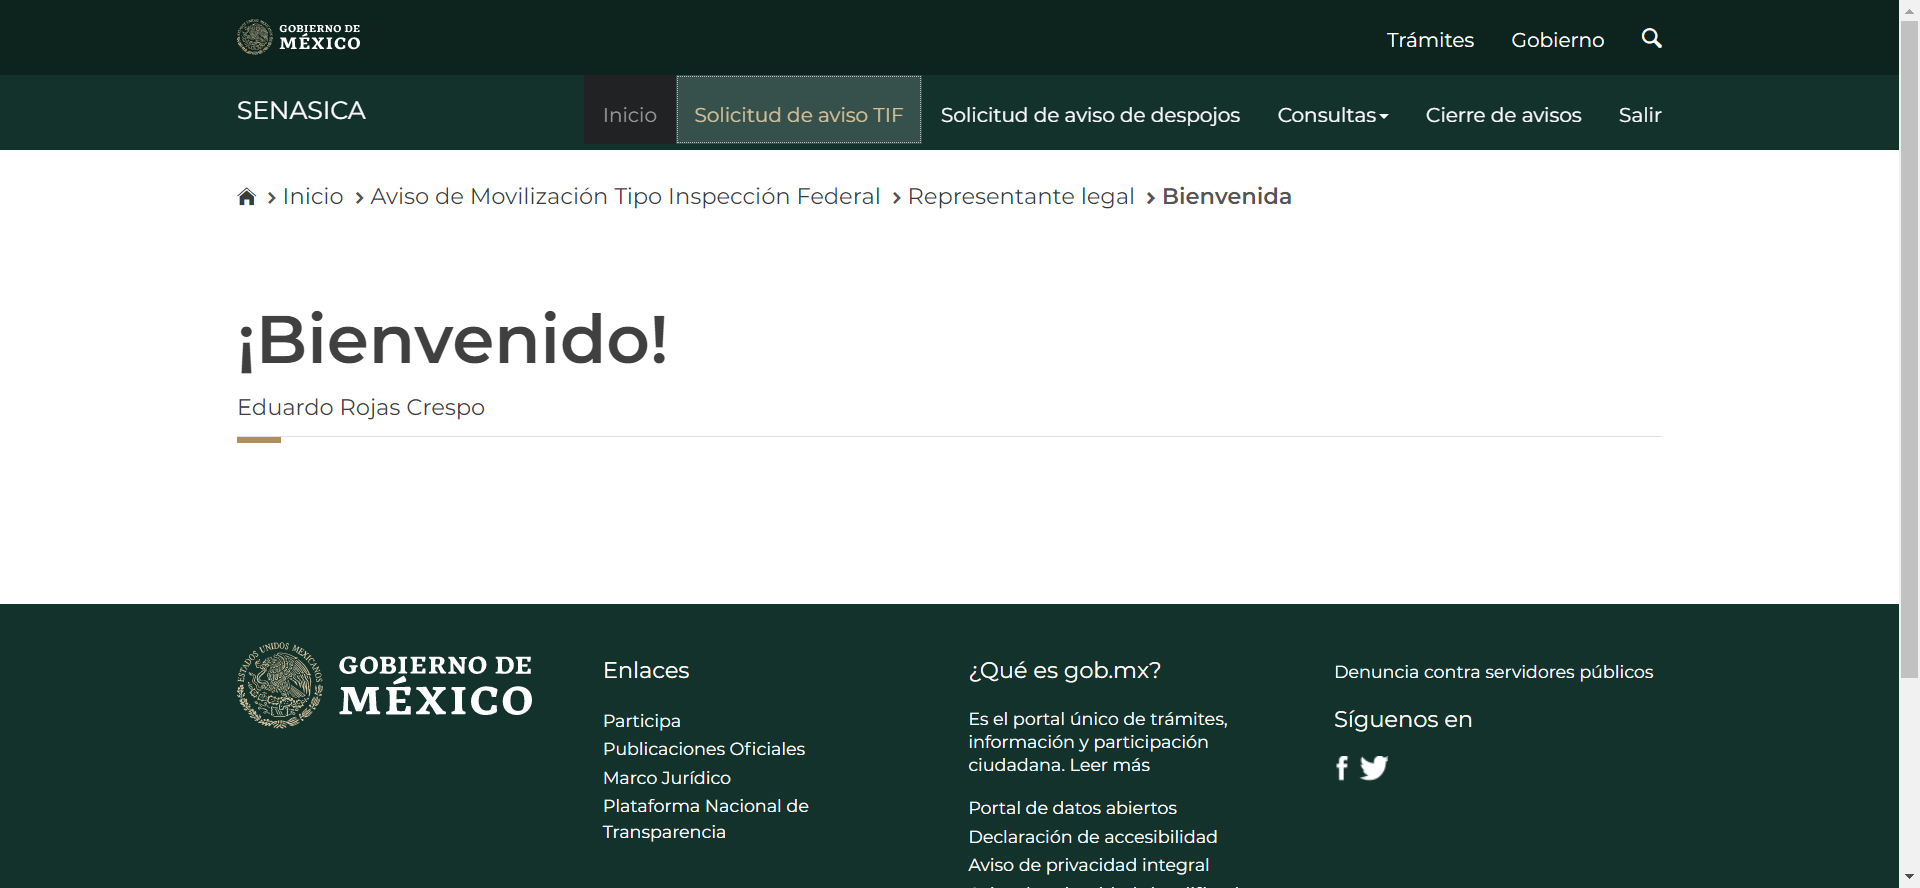 GOBIERNO DE
MÉXICO
Trámites
Gobierno
SENASICA
Inicio
Solicitud de aviso TIF
Solicitud de aviso de despojos
Consultas
Cierre de avisos
Salir
Inicio
Aviso de Movilización Tipo Inspección Federal
Representante legal
Bienvenida
¡Bienvenido!
Eduardo Rojas Crespo
ESTADOS UNIDOS MEXICANOS
GOBIERNO DE
MÉXICO
Enlaces
Participa
Publicaciones Oficiales
Marco Jurídico
Plataforma Nacional de
Transparencia
¿Qué es gob.mx?
Es el portal único de trámites,
información y participación
ciudadana. Leer más
Portal de datos abiertos
Declaración de accesibilidad
Aviso de privacidad integral
Denuncia contra servidores públicos
Síguenos en